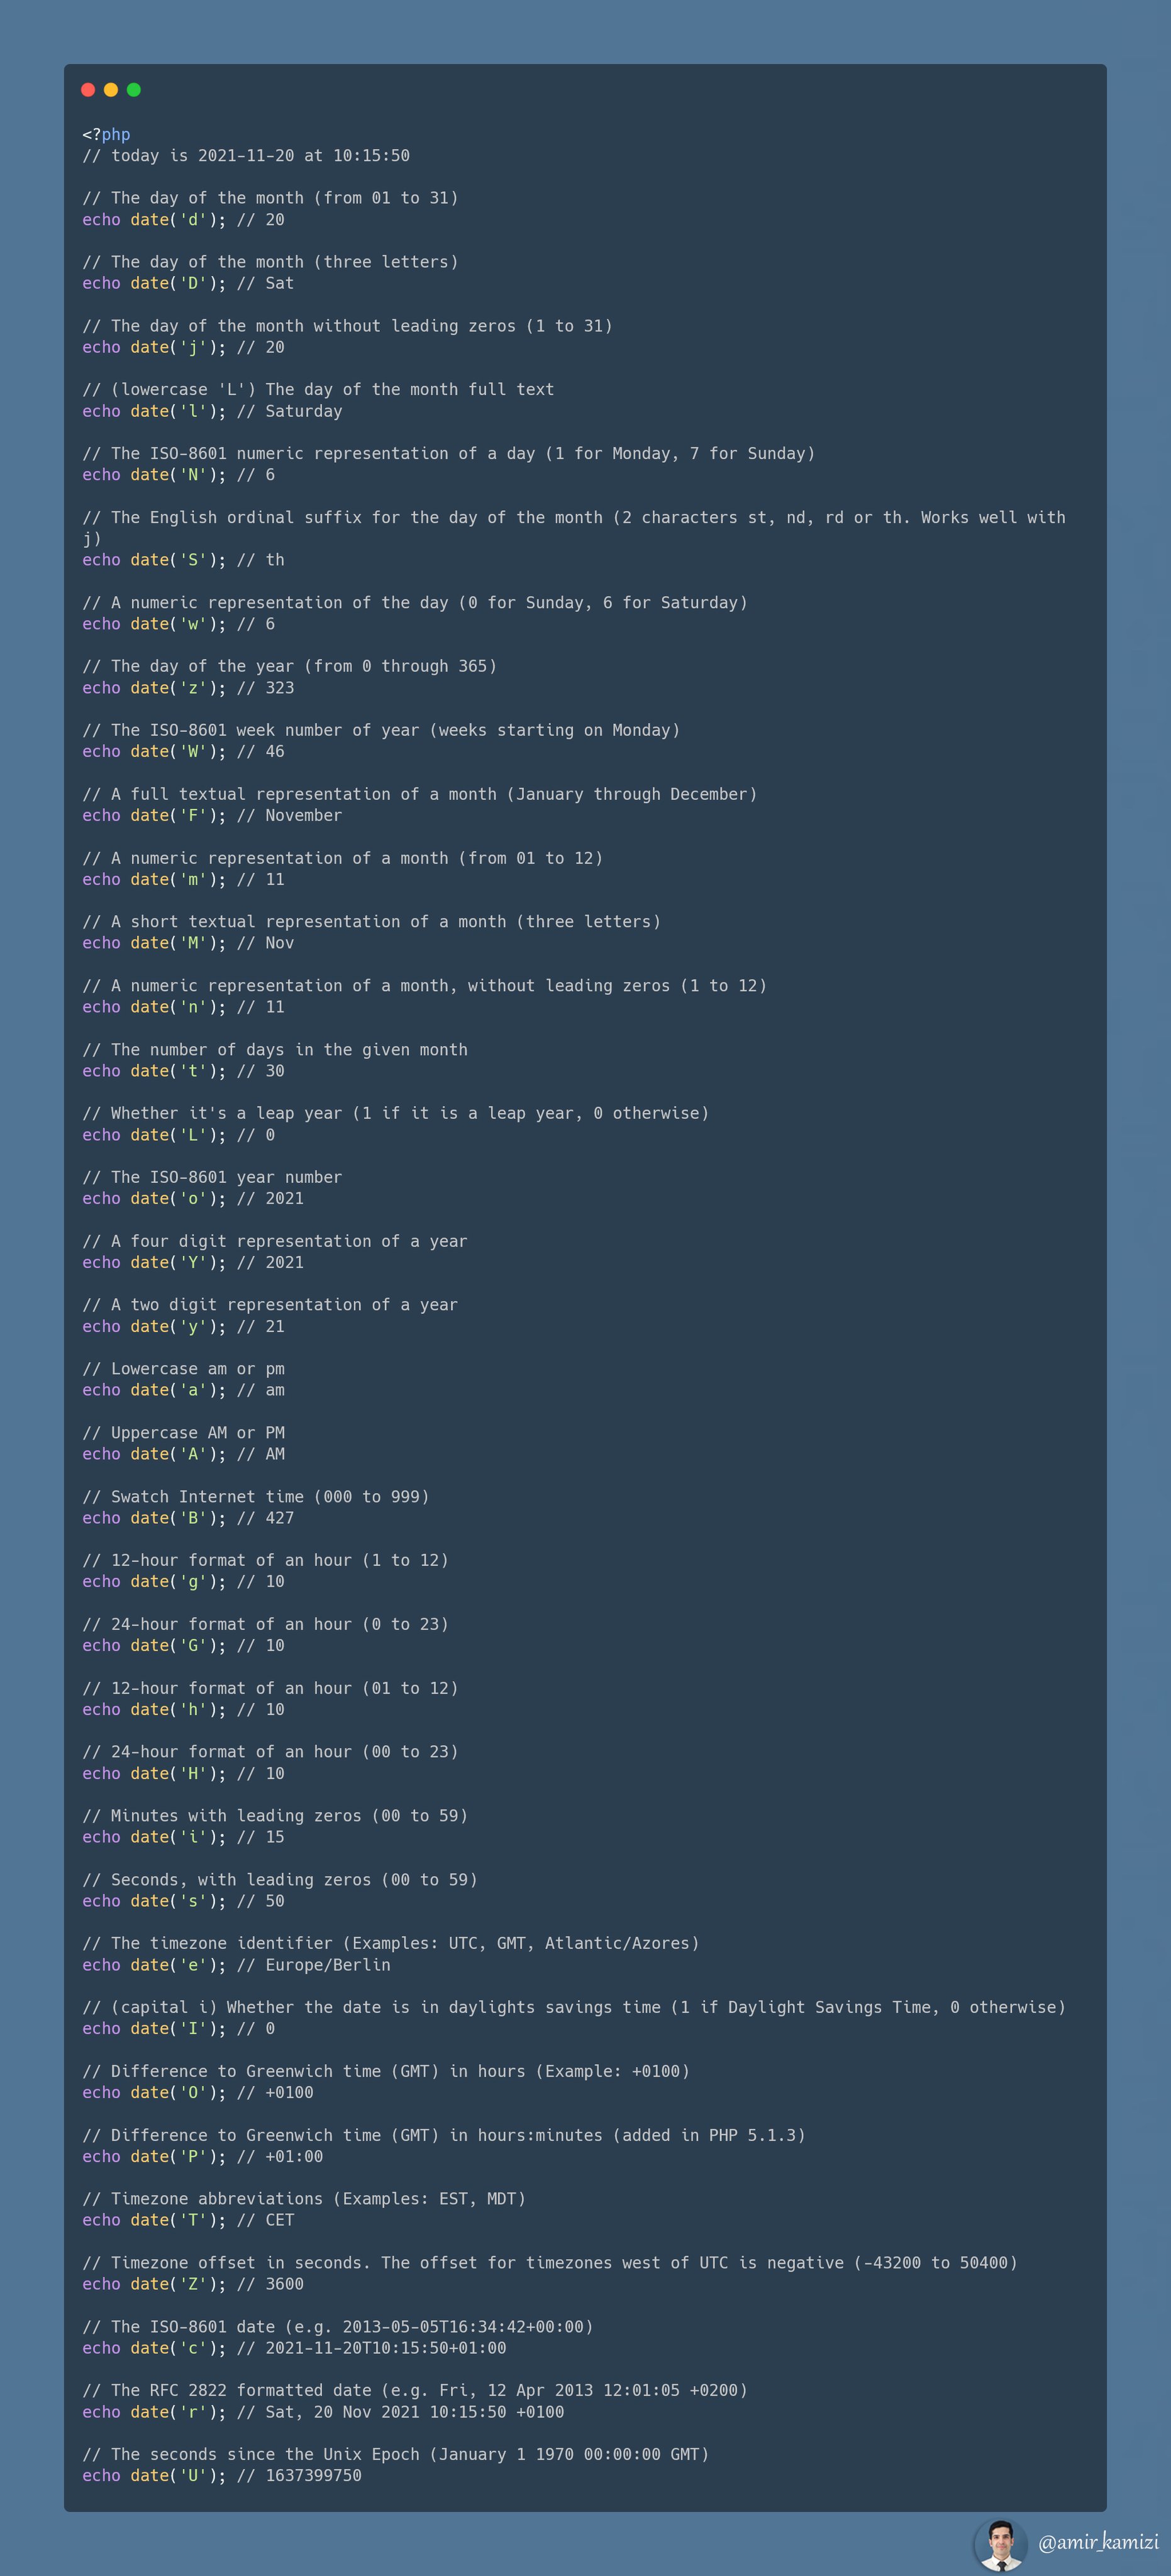 <?php
// today is 2021-11-20 at 10:15:50
// The day of the month (from 01 to 31)
echo date('d'); // 20
// The day of the month (three letters)
echo date('D'); // Sat
// The day of the month without leading zeros (1 to 31)
echo date('j'); // 20
// (lowercase 'L') The day of the month full text
echo date('l'); // Saturday
// The ISO-8601 numeric representation of a day (1 for Monday, 7 for Sunday)
echo date('N'); // 6
// The English ordinal suffix for the day of the month (2 characters st, nd, rd or th. Works well with
j)
echo date('S'); // th
// A numeric representation of the day (0 for Sunday, 6 for Saturday)
echo date('w'); // 6
// The day of the year (from 0 through 365)
echo date('z'); // 323
// The ISO-8601 week number of year (weeks starting on Monday)
echo date('W'); // 46
// A full textual representation of a month (January through December)
echo date('F'); // November
// A numeric representation of a month (from 01 to 12)
echo date('m'); // 11
// A short textual representation of a month (three letters)
echo date('M'); // Nov
// A numeric representation of a month, without leading zeros (1 to 12)
echo date('n'); // 11
// The number of days in the given month
echo date('t'); // 30
// Whether it's a leap year (1 if it is a leap year, 0 otherwise)
echo date('L'); // 0
// The ISO-8601 year number
echo date('o'); // 2021
// A four digit representation of a year
echo date('Y'); // 2021
// A two digit representation of a year
echo date('y'); // 21
// Lowercase am or pm
echo date('a'); // am
// Uppercase AM or PM
echo date('A'); // AM
// Swatch Internet time (000 to 999)
echo date('B'); // 427
// 12-hour format of an hour (1 to 12)
echo date('g'); // 10
// 24-hour format of an hour (0 to 23)
echo date('G'); // 10
// 12-hour format of an hour (01 to 12)
echo date('h'); // 10
// 24-hour format of an hour (00 to 23)
echo date('H'); // 10
// Minutes with leading zeros (00 to 59)
echo date('i'); // 15
// Seconds, with leading zeros (00 to 59)
echo date('s'); // 50
// The timezone identifier (Examples: UTC, GMT, Atlantic/Azores)
echo date('e'); // Europe/Berlin
// (capital i) Whether the date is in daylights savings time (1 if Daylight Savings Time, 0 otherwise)
echo date('I'); // 0
// Difference to Greenwich time (GMT) in hours (Example: +0100)
echo date('O'); // +0100
// Difference to Greenwich time (GMT) in hours:minutes (added in PHP 5.1.3)
echo date('P'); // +01:00
// Timezone abbreviations (Examples: EST, MDT)
echo date('T'); // CET
// Timezone offset in seconds. The offset for timezones west of UTC is negative (-43200 to 50400)
echo date('Z'); // 3600
// The ISO-8601 date (e.g. 2013-05-05T16:34:42+00:00)
echo date('c'); // 2021-11-20T10:15:50+01:00
// The RFC 2822 formatted date (e.g. Fri, 12 Apr 2013 12:01:05 +0200)
echo date('r'); // Sat, 20 Nov 2021 10:15:50 +0100
// The seconds since the Unix Epoch (January 1 1970 00:00:00 GMT)
echo date('U'); // 1637399750
@amir_kamizi